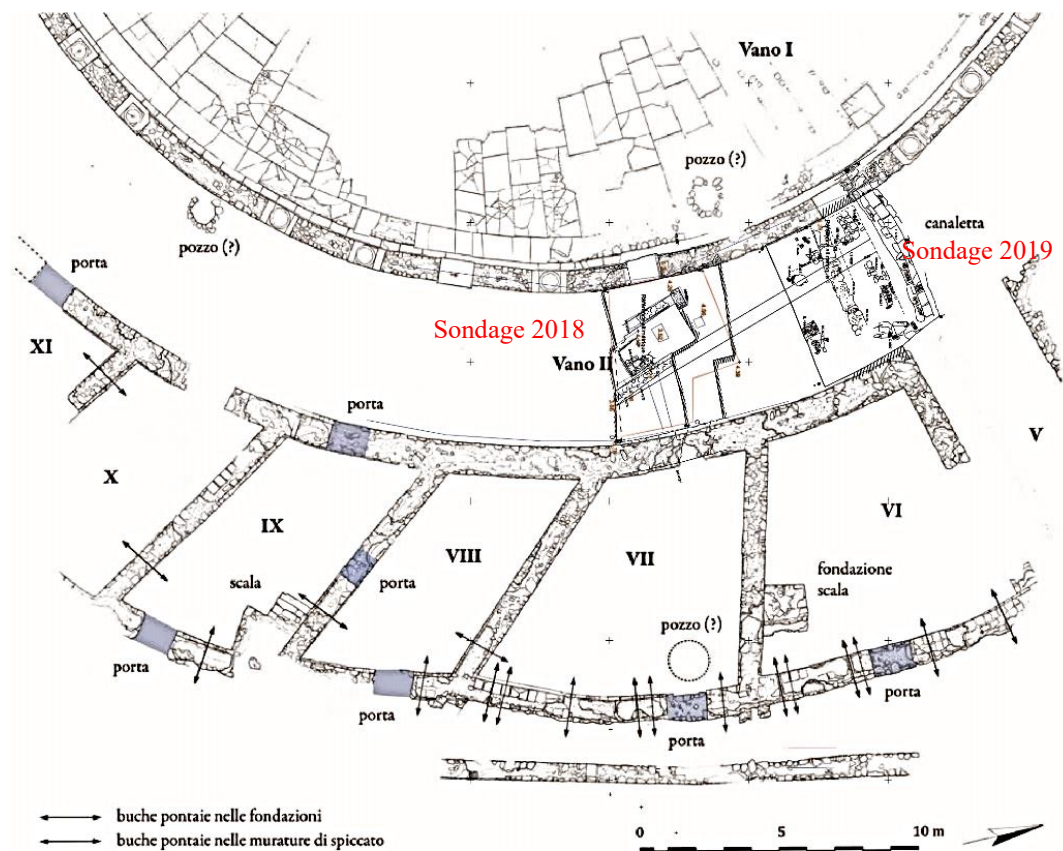 Vano I
pozzo (?)
canaletta
pozzo (?)
Sondage 2019
porta
Sondage 2018
XI
Vano II
porta
V
X
VI
IX
VIII
VII
fondazione
scala
scala
porta
pozzo (?)
porta
porta
porta
porta
buche pontaie nelle fondazioni
buche pontaie nelle murature di spiccato
0
5
10 m